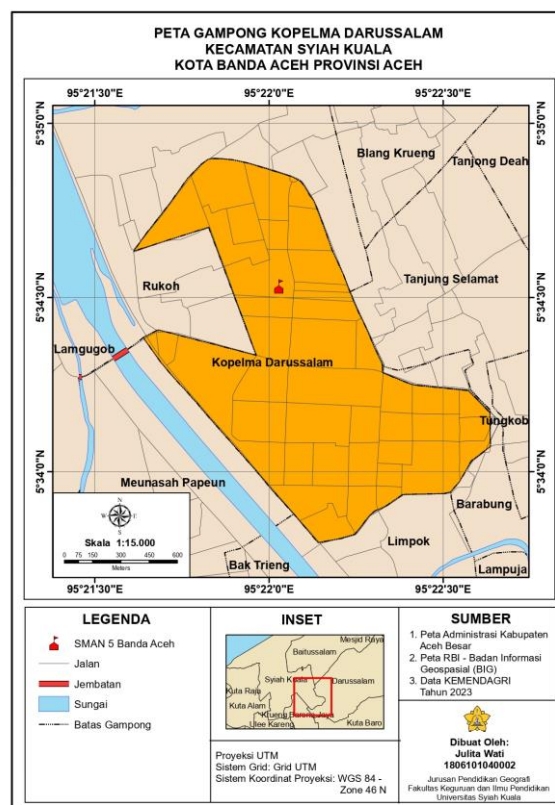 PETA GAMPONG KOPELMA DARUSSALAM
KECAMATAN SYIAH KUALA
KOTA BANDA ACEH PROVINSI ACEH
95°21'30"E
95°22'0"E
95°22'30"E
5°35'0"N
5°35'0"N
Blang Krueng
Tanjong Deah
Rukoh
Tanjung Selamat
5°34'30"N
5°34'30"N
Lamgugob
Kopelma Darussalam
Tungkob
5°34'0"N
5°34'0"N
Meunasah Papeun
Barabung
Limpok
Bak Trieng
Lampuja
N
W
E
S
Skala 1:15.000
0 75 150 300 450 600
Meters
95°21'30"E
95°22'0"E
95°22'30"E
LEGENDA
SMAN 5 Banda Aceh
Jalan
Jembatan
Sungai
Batas Gampong
INSET
Mesjid Raya
Baitussalam
Syiah Kuala
Darussalam
Kuta Raja
Kuta Alam
Krueng Barona Jaya
Ulee Kareng
Kuta Baro
Proyeksi UTM
Sistem Grid: Grid UTM
Sistem Koordinat Proyeksi: WGS 84 -
Zone 46 N
SUMBER
1. Peta Administrasi Kabupaten
Aceh Besar
2. Peta RBI - Badan Informasi
Geospasial (BIG)
3. Data KEMENDAGRI
Tahun 2023
Dibuat Oleh:
Julita Wati
1806101040002
Jurusan Pendidikan Geografi
Fakultas Keguruan dan Ilmu Pendidikan
Universitas Syiah Kuala